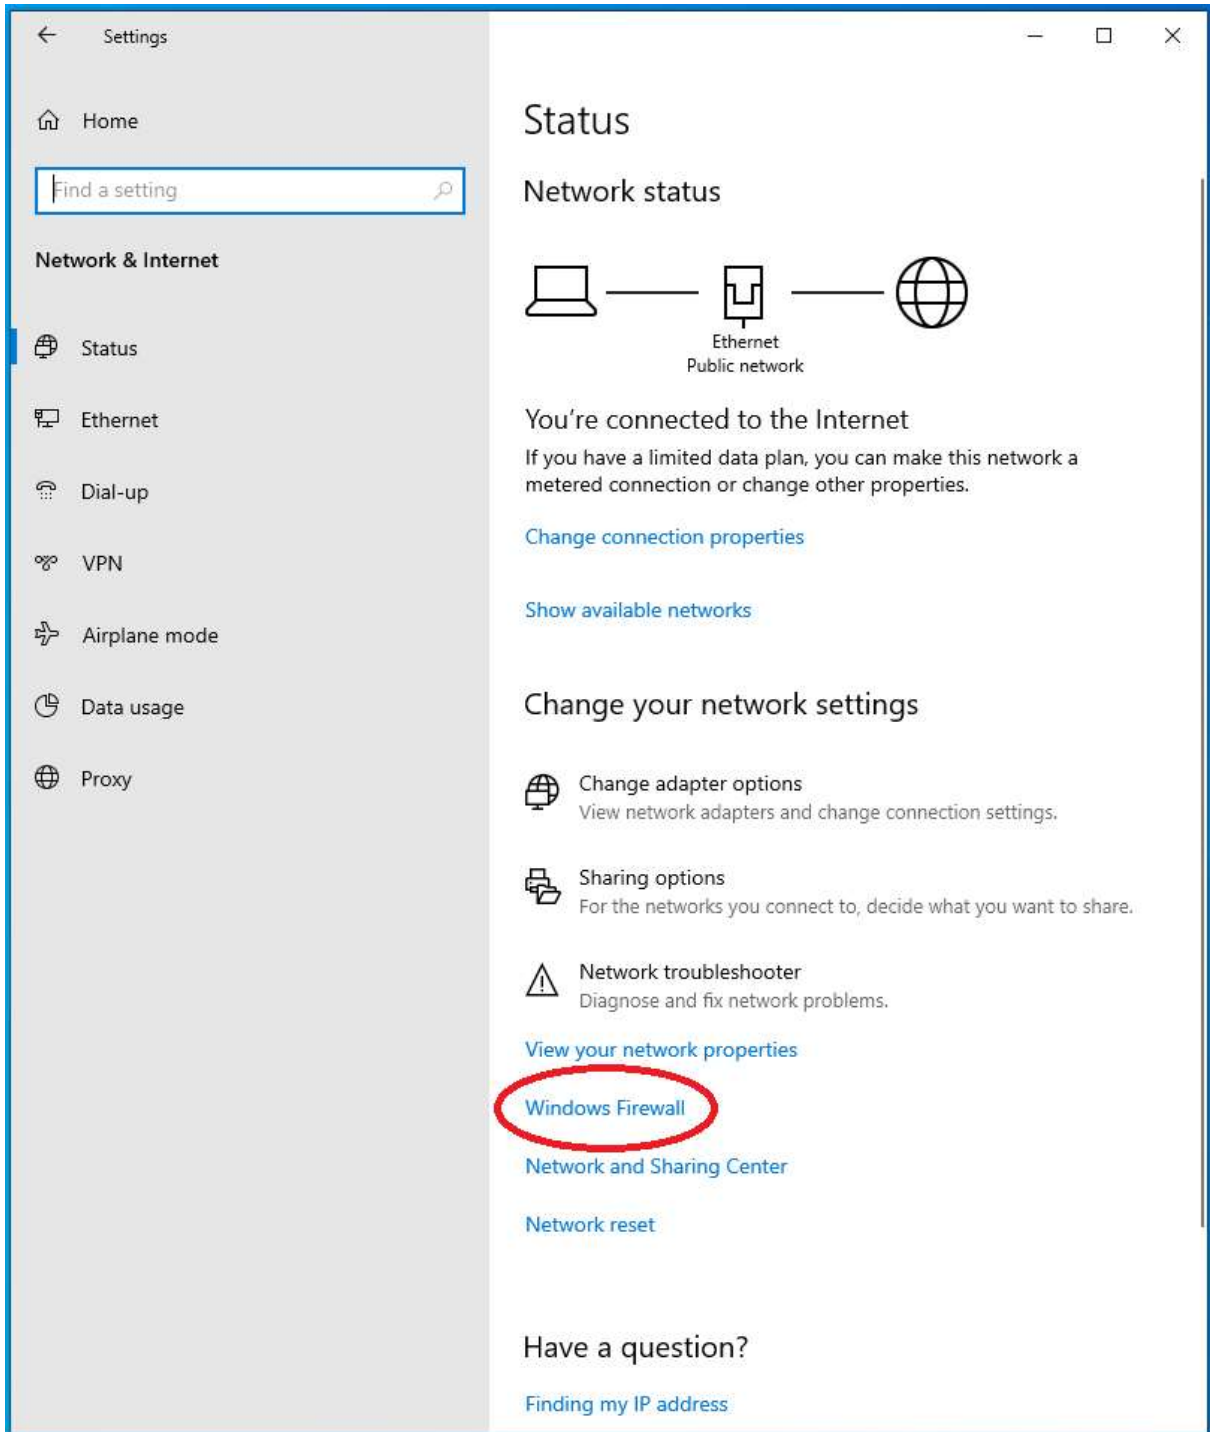 Settings
Home
Find a setting
Network & Internet
Status
Ethernet
Dial-up
VPN
Airplane mode
Data usage
Proxy
Status
Network status
Ethernet
Public network
You're connected to the Internet
If you have a limited data plan, you can make this network a
metered connection or change other properties.
Change connection properties
Show available networks
Change your network settings
Change adapter options
View network adapters and change connection settings.
Sharing options
For the networks you connect to, decide what you want to share.
Network troubleshooter
Diagnose and fix network problems.
View your network properties
Windows Firewall
Network and Sharing Center
Network reset
Have a question?
Finding my IP address